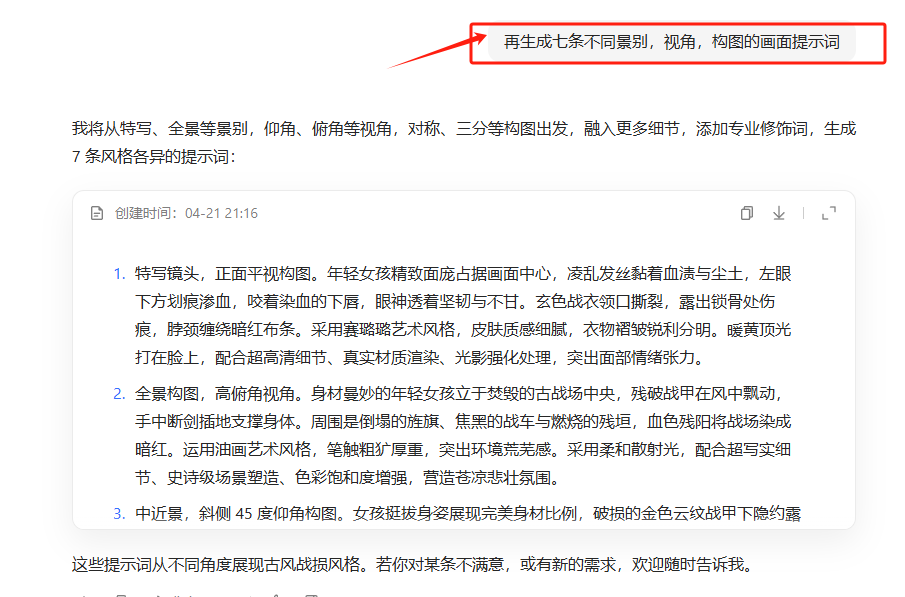 再生成七条不同景别，视角，构图的画面提示词
我将从特写、全景等景别，仰角、俯角等视角，对称、三分等构图出发，融入更多细节，添加专业修饰词，生成
7 条风格各异的提示词：
创建时间：04-21 21:16
1. 特写镜头，正面平视构图。年轻女孩精致面庞占据画面中心，凌乱发丝黏着血渍与尘土，左眼
下方划痕渗血，咬着染血的下唇，眼神透着坚韧与不甘。玄色战衣领口撕裂，露出锁骨处伤
痕，脖颈缠绕暗红布条。采用赛璐璐艺术风格，皮肤质感细腻，衣物褶皱锐利分明。暖黄顶光
打在脸上，配合超高清细节、真实材质渲染、光影强化处理，突出面部情绪张力。
2. 全景构图，高俯角视角。身材曼妙的年轻女孩立于焚毁的古战场中央，残破战甲在风中飘动，
手中断剑插地支撑身体。周围是倒塌的旌旗、焦黑的战车与燃烧的残垣，血色残阳将战场染成
暗红。运用油画艺术风格，笔触粗犷厚重，突出环境荒芜感。采用柔和散射光，配合超写实细
节、史诗级场景塑造、色彩饱和度增强，营造苍凉悲壮氛围。
3. 中近景，斜侧 45 度仰角构图。女孩挺拔身姿展现完美身材比例，破损的金色云纹战甲下隐约露
这些提示词从不同角度展现古风战损风格。若你对某条不满意，或有新的需求，欢迎随时告诉我。